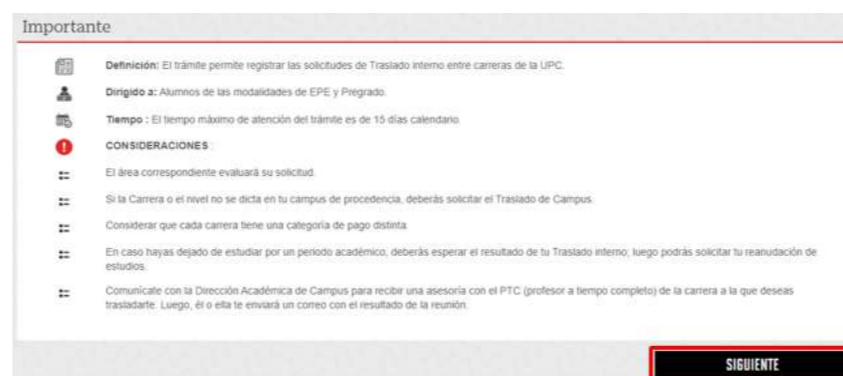 Importante
Definición: El trámite permite registrar las solicitudes de Traslado interno entre carreras de la UPC.
Dirigido a: Alumnos de las modalidades de EPE y Pregrado.
Tiempo : El tiempo máximo de atención del trámite es de 15 días calendario.
CONSIDERACIONES :
El área correspondiente evaluará su solicitud.
Si la Carrera o el nivel no se dicta en tu campus de procedencia, deberás solicitar el Traslado de Campus.
Considerar que cada carrera tiene una categoría de pago distinta.
En caso hayas dejado de estudiar por un periodo académico, deberás esperar el resultado de tu Traslado interno; luego podrás solicitar tu reanudación de
estudios.
Comunícate con la Dirección Académica de Campus para recibir una asesoría con el PTC (profesor a tiempo completo) de la carrera a la que deseas
trasladarte. Luego, él o ella te enviará un correo con el resultado de la reunión.
SIGUIENTE